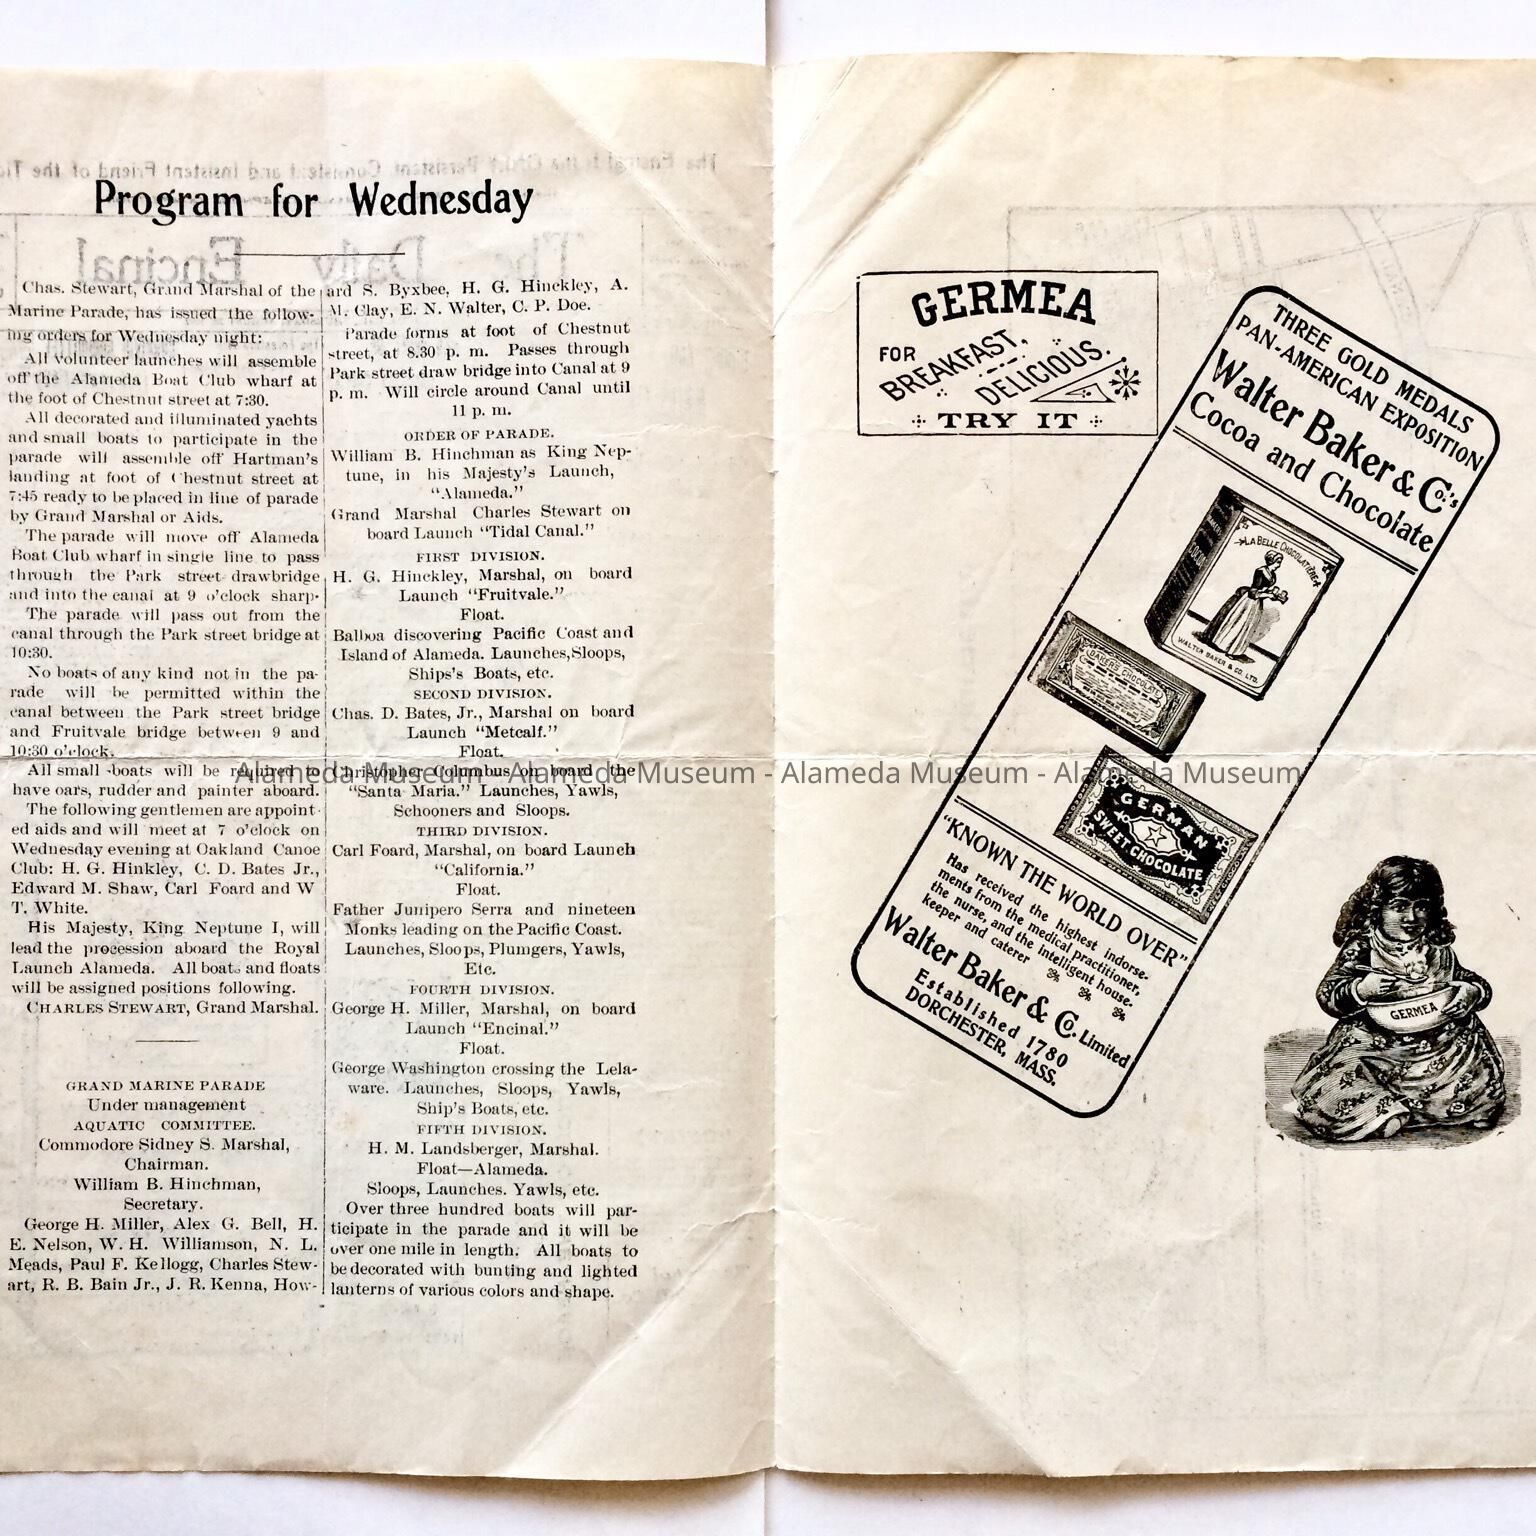 Program for Wednesday
Chas. Stewart, Grand Marshal of the
Marine Parade, has issued the follow-
ing orders for Wednesday night:
All volunteer launches will assemble
off the Alameda Boat Club wharf at
the foot of Chestnut street at 7:30.
All decorated and illuminated yachts
and small boats to participate in the
parade will assemble off Hartman's
landing at foot of Chestnut street at
7:45 ready to be placed in line of parade
by Grand Marshal or Aids.
The parade will move off Alameda
Boat Club wharf in single line to pass
through the Park street drawbridge
and into the canal at 9 o'clock sharp.
The parade will pass out from the
canal through the Park street bridge at
10:30.
No boats of any kind not in the pa-
rade will be permitted within the
canal between the Park street bridge
and Fruitvale bridge between 9 and
10:30 o'clock.
All small boats will be required to
have oars, rudder and painter aboard.
The following gentlemen are appoint-
ed aids and will meet at 7 o'clock on
Wednesday evening at Oakland Canoe
Club: H. G. Hinkley, C. D. Bates Jr.,
Edward M. Shaw, Carl Foard and W
T. White.
His Majesty, King Neptune I, will
lead the procession aboard the Royal
Launch Alameda. All boats and floats
will be assigned positions following.
CHARLES STEWART, Grand Marshal.
GRAND MARINE PARADE
Under management
AQUATIC COMMITTEE.
Commodore Sidney S. Marshal,
Chairman.
William B. Hinchman,
Secretary.
George H. Miller, Alex G. Bell, H.
E. Nelson, W. H. Williamson, N. L.
Meads, Paul F. Kellogg, Charles Stew-
art, R. B. Bain Jr., J. R. Kenna, How-
ard S. Byxbee, H. G. Hinckley, A.
M. Clay, E. N. Walter, C. P. Doe.
Parade forms at foot of Chestnut
street, at 8.30 p. m. Passes through
Park street draw bridge into Canal at 9
p. m. Will circle around Canal until
11 p. m.
ORDER OF PARADE.
William B. Hinchman as King Nep-
tune, in his Majesty's Launch,
"Alameda."
Grand Marshal Charles Stewart on
board Launch "Tidal Canal."
FIRST DIVISION.
H. G. Hinckley, Marshal, on board
Launch "Fruitvale."
Float.
Balboa discovering Pacific Coast and
Island of Alameda. Launches, Sloops,
Ships's Boats, etc.
SECOND DIVISION.
Chas. D. Bates, Jr., Marshal on board
Launch "Metcalf."
Float.
Christopher Columbus on board the
"Santa Maria." Launches, Yawls,
Schooners and Sloops.
THIRD DIVISION.
Carl Foard, Marshal, on board Launch
"California."
Float.
Father Junipero Serra and nineteen
Monks leading on the Pacific Coast.
Launches, Sloops, Plumgers, Yawls,
Etc.
FOURTH DIVISION.
George H. Miller, Marshal, on board
Launch "Encinal."
Float.
George Washington crossing the Lela-
ware. Launches, Sloops, Yawls,
Ship's Boats, etc.
FIFTH DIVISION.
H. M. Landsberger, Marshal.
Float—Alameda.
Sloops, Launches. Yawls, etc.
Over three hundred boats will par-
ticipate in the parade and it will be
over one mile in length. All boats to
be decorated with bunting and lighted
lanterns of various colors and shape.
Alameda Museum - Alameda Museum - Alameda Museum - Alameda Museum
GERMEA
FOR
BREAKFAST,
DELICIOUS.
TRY IT
THREE GOLD MEDALS
PAN-AMERICAN EXPOSITION
Walter Baker & Co.'s
Cocoa and Chocolate
LA BELLE CHOCOLATIÈRE
WALTER BAKER & CO. LTD.
BAKER'S CHOCOLATE
GERMAN
SWEET CHOCOLATE
"KNOWN THE WORLD OVER"
Has received the highest indorse-
ments from the medical practitioner,
the nurse, and the intelligent house-
keeper and caterer
Walter Baker & Co. Limited
Established 1780
DORCHESTER, MASS.
GERMEA